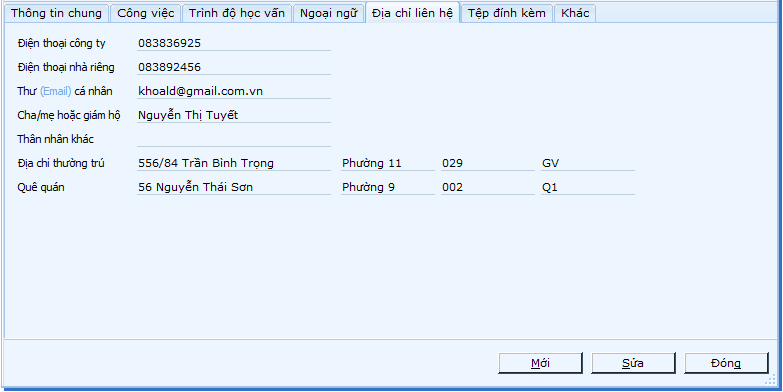 Thông tin chung Công việc Trình độ học vấn Ngoại ngữ Địa chỉ liên hệ Tệp đính kèm Khác
Điện thoại công ty 083836925
Điện thoại nhà riêng 083892456
Thư (Email) cá nhân khoald@gmail.com.vn
Cha/mẹ hoặc giám hộ Nguyễn Thị Tuyết
Thân nhân khác
Địa chỉ thường trú 556/84 Trần Bình Trọng Phường 11 029 GV
Quê quán 56 Nguyễn Thái Sơn Phường 9 002 Q1
Mới Sửa Đóng